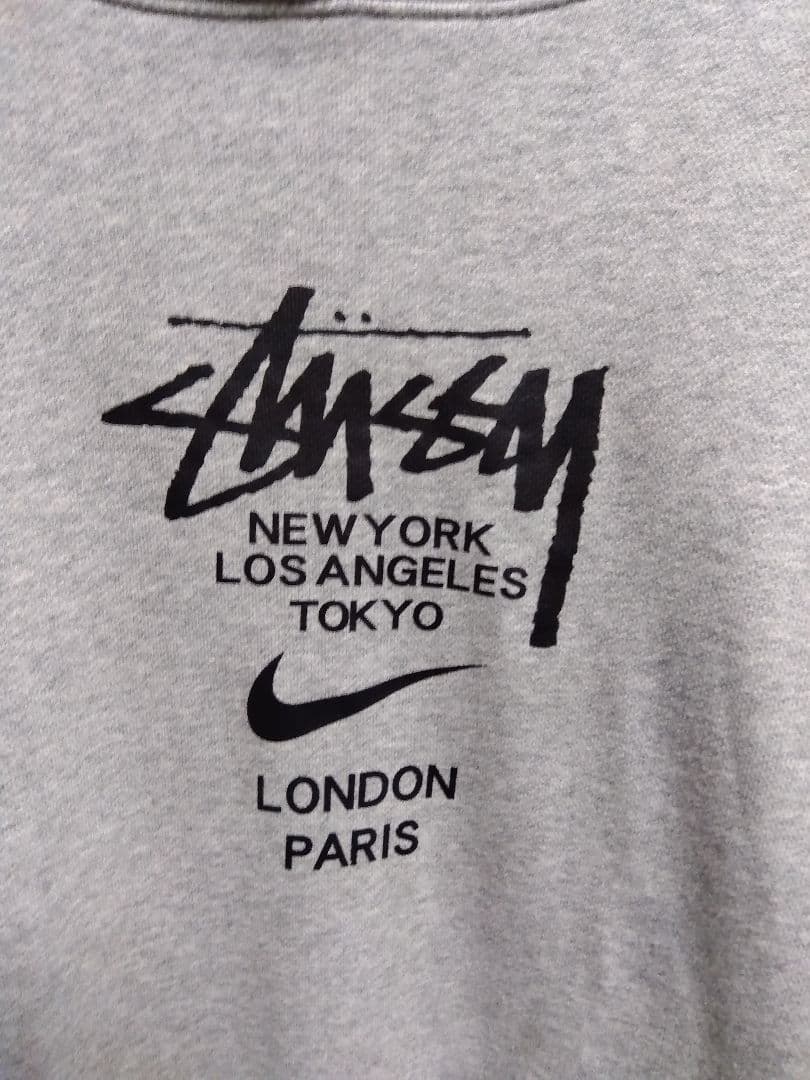 STÜSSY
NEW YORK
LOS ANGELES
TOKYO
LONDON
PARIS